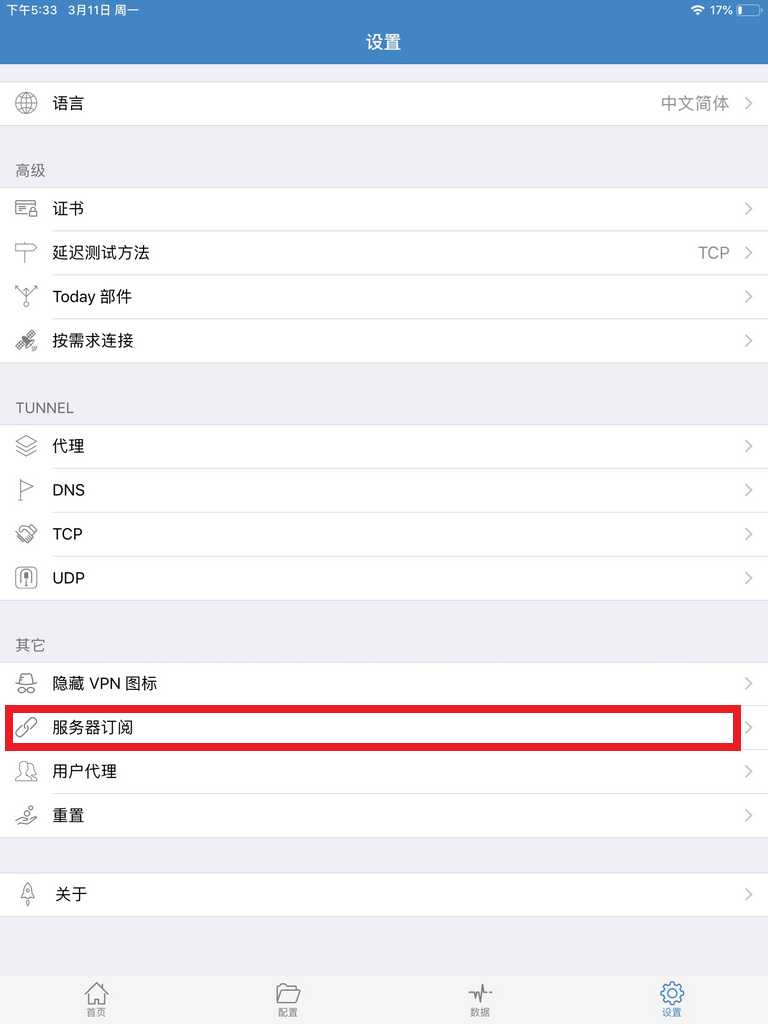 下午5:33 3月11日 周一 17%
设置
语言 中文简体
高级
证书
延迟测试方法 TCP
Today 部件
按需求连接
TUNNEL
代理
DNS
TCP
UDP
其它
隐藏 VPN 图标
服务器订阅
用户代理
重置
关于
首页 配置 数据 设置